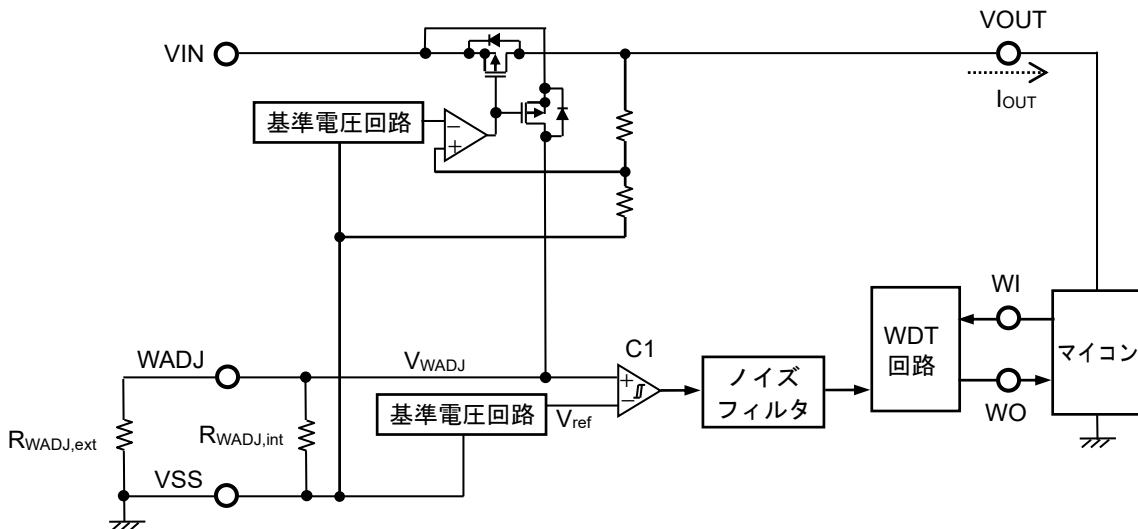 VOUT
VIN
IOUT
基準電圧回路
−
+
WI
WDT
回路
マイコン
C1
WADJ
VWADJ
+
−
ノイズ
フィルタ
基準電圧回路
Vref
WO
RWADJ,ext
RWADJ,int
VSS